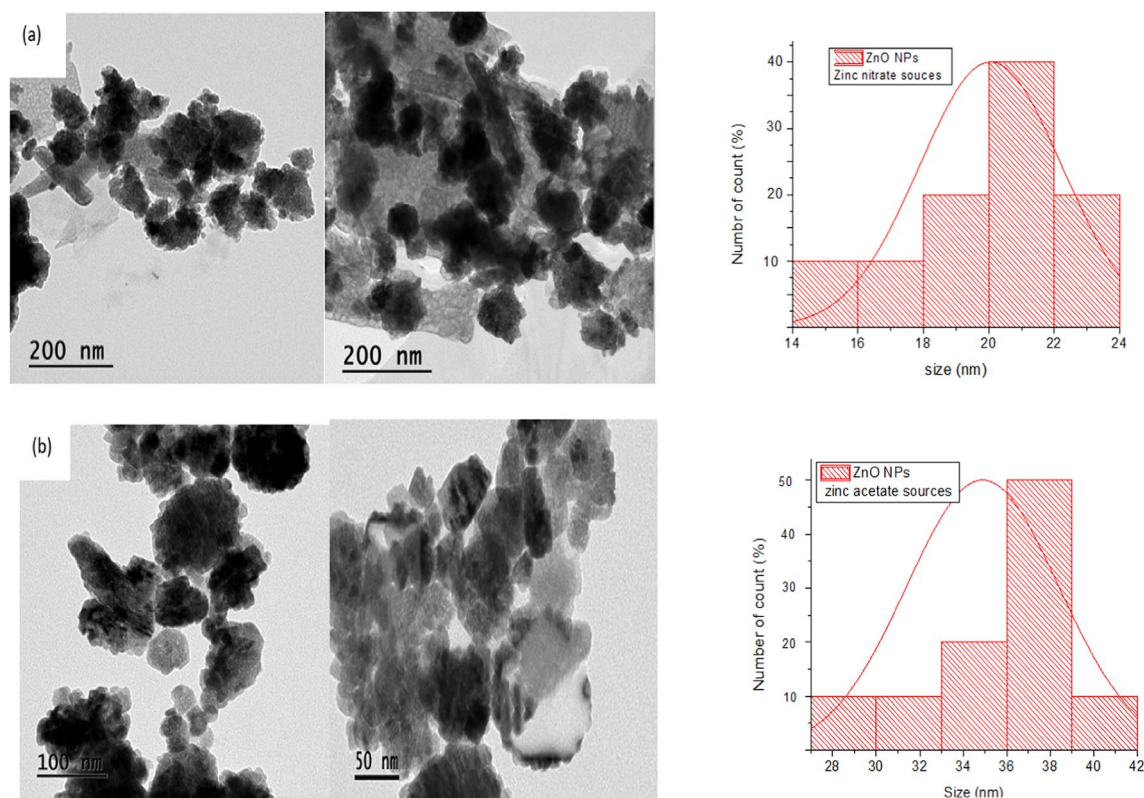 (a)
200 nm
200 nm
ZnO NPs
Zinc nitrate souces
Numbr of count (%)
40
30
20
10
14 16 18 20 22 24
size (nm)
(b)
100 nm
50 nm
ZnO NPs
zinc acetate sources
Number of count (%)
50
40
30
20
10
28 30 32 34 36 38 40 42
Size (nm)